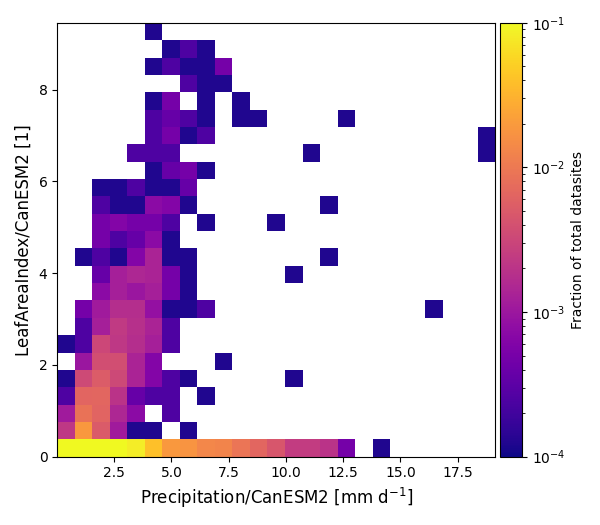 LeafAreaIndex/CanESM2 [1]
8
6
4
2
0
2.5 5.0 7.5 10.0 12.5 15.0 17.5
Precipitation/CanESM2 [mm d⁻¹]
10⁻¹
10⁻²
10⁻³
10⁻⁴
Fraction of total datasites